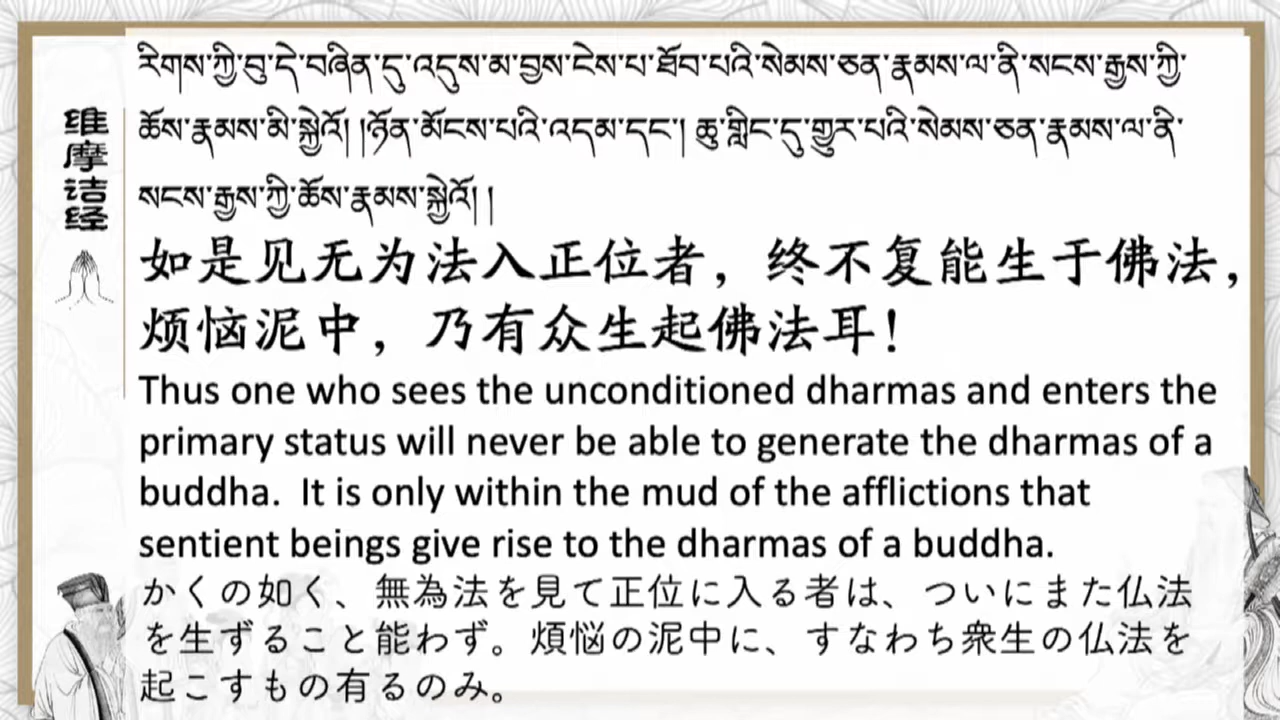 维摩诘经
རིགས་ཀྱི་བུ་དེ་བཞིན་དུ་འདུས་མ་བྱས་ངེས་པ་ཐོབ་པའི་སེམས་ཅན་རྣམས་ལ་ནི་སངས་རྒྱས་ཀྱི་
ཆོས་རྣམས་མི་སྐྱེའོ། །ཉོན་མོངས་པའི་འདམ་དང་། ཆུ་གླིང་དུ་གྱུར་པའི་སེམས་ཅན་རྣམས་ལ་ནི་
སངས་རྒྱས་ཀྱི་ཆོས་རྣམས་སྐྱེའོ། །
如是见无为法入正位者，终不复能生于佛法，
烦恼泥中，乃有众生起佛法耳！
Thus one who sees the unconditioned dharmas and enters the
primary status will never be able to generate the dharmas of a
buddha. It is only within the mud of the afflictions that
sentient beings give rise to the dharmas of a buddha.
かくの如く、無為法を見て正位に入る者は、ついにまた仏法
を生ずること能わず。煩悩の泥中に、すなわち衆生の仏法を
起こすもの有るのみ。